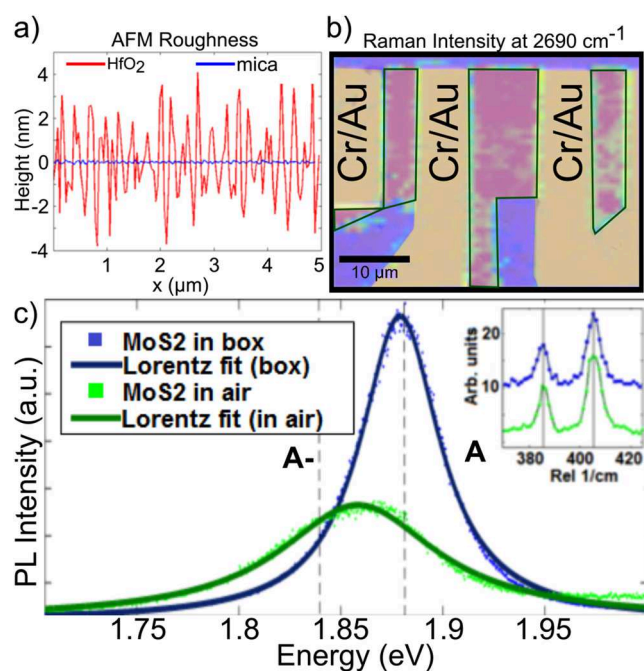 a)
AFM Roughness
HfO2
mica
Height (nm)
4
2
0
-2
-4
1
2
3
4
5
x (µm)
b)
Raman Intensity at 2690 cm-1
Cr/Au
Cr/Au
Cr/Au
10 µm
c)
MoS2 in box
Lorentz fit (box)
MoS2 in air
Lorentz fit (in air)
A-
A
PL Intensity (a.u.)
1.75
1.8
1.85
1.9
1.95
Energy (eV)
Arb. units
20
10
380
400
420
Rel 1/cm